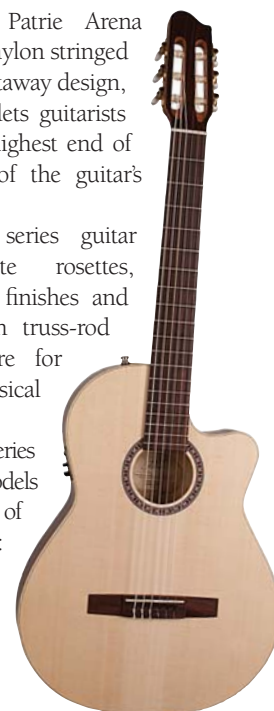 Patrie Arena
nylon stringed
taway design,
lets guitarists
ighest end of
of the guitar's
series guitar
te rosettes,
finishes and
n truss-rod
re for
sical
eries
odels
of
: